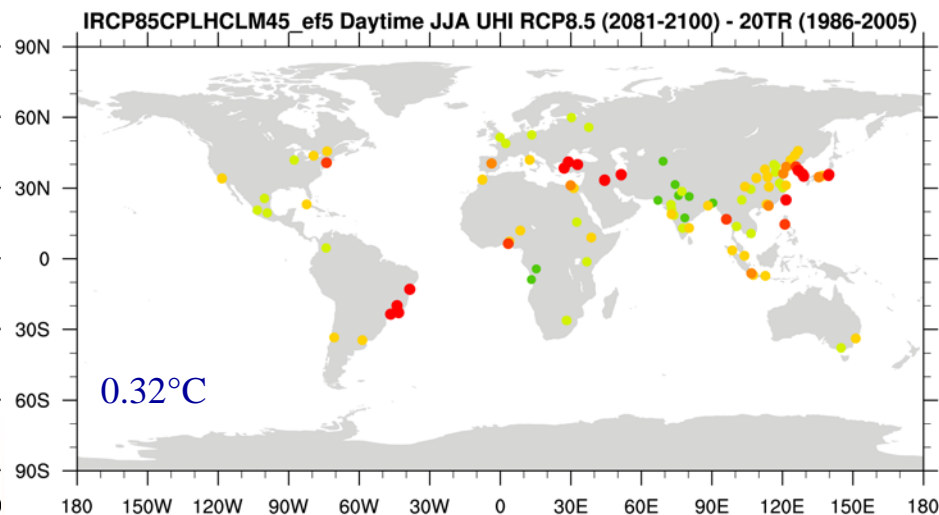 IRCP85CPLHCLM45_ef5 Daytime JJA UHI RCP8.5 (2081-2100) - 20TR (1986-2005)
90N
60N
30N
0
30S
60S
90S
0.32°C
180 150W 120W 90W 60W 30W 0 30E 60E 90E 120E 150E 180